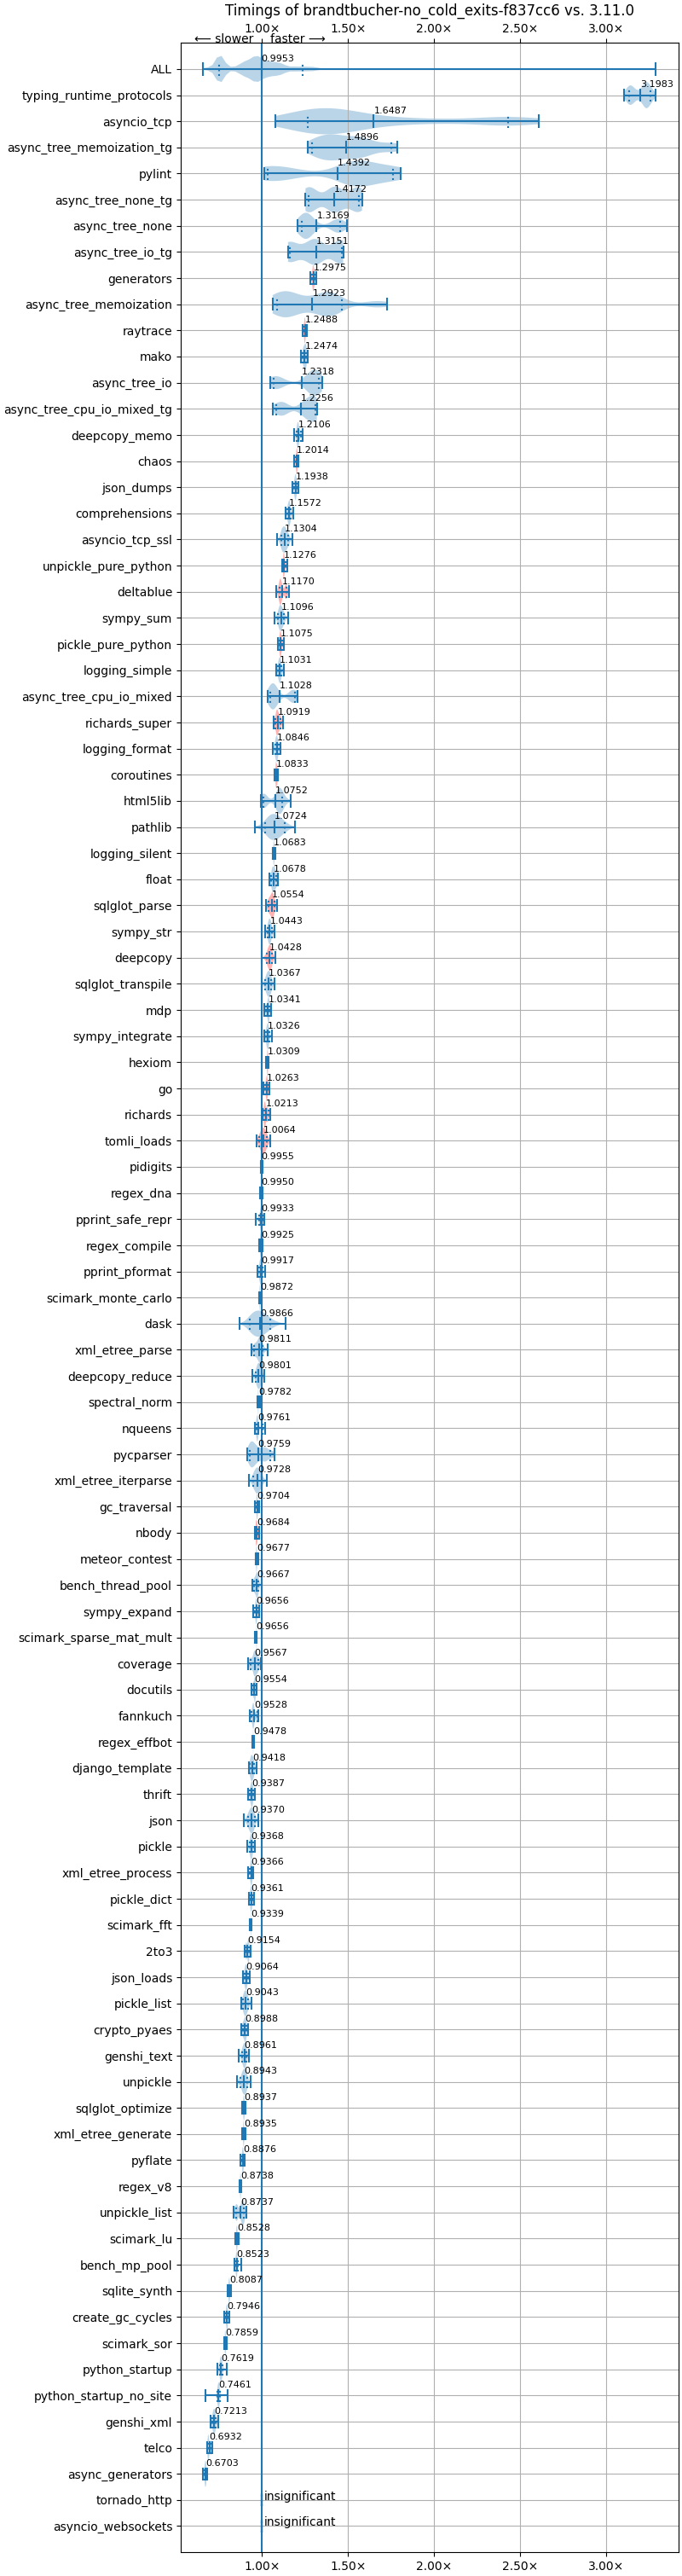 Timings of brandtbucher-no_cold_exits-f837cc6 vs. 3.11.0
1.00× 1.50× 2.00× 2.50× 3.00×
⟵ slower faster ⟶
ALL 0.9953
typing_runtime_protocols 3.1983
asyncio_tcp 1.6487
async_tree_memoization_tg 1.4896
pylint 1.4392
async_tree_none_tg 1.4172
async_tree_none 1.3169
async_tree_io_tg 1.3151
generators 1.2975
async_tree_memoization 1.2923
raytrace 1.2488
mako 1.2474
async_tree_io 1.2318
async_tree_cpu_io_mixed_tg 1.2256
deepcopy_memo 1.2106
chaos 1.2014
json_dumps 1.1938
comprehensions 1.1572
asyncio_tcp_ssl 1.1304
unpickle_pure_python 1.1276
deltablue 1.1170
sympy_sum 1.1096
pickle_pure_python 1.1075
logging_simple 1.1031
async_tree_cpu_io_mixed 1.1028
richards_super 1.0919
logging_format 1.0846
coroutines 1.0833
html5lib 1.0752
pathlib 1.0724
logging_silent 1.0683
float 1.0678
sqlglot_parse 1.0554
sympy_str 1.0443
deepcopy 1.0428
sqlglot_transpile 1.0367
mdp 1.0341
sympy_integrate 1.0326
hexiom 1.0309
go 1.0263
richards 1.0213
tomli_loads 1.0064
pidigits 0.9955
regex_dna 0.9950
pprint_safe_repr 0.9933
regex_compile 0.9925
pprint_pformat 0.9917
scimark_monte_carlo 0.9872
dask 0.9866
xml_etree_parse 0.9811
deepcopy_reduce 0.9801
spectral_norm 0.9782
nqueens 0.9761
pycparser 0.9759
xml_etree_iterparse 0.9728
gc_traversal 0.9704
nbody 0.9684
meteor_contest 0.9677
bench_thread_pool 0.9667
sympy_expand 0.9656
scimark_sparse_mat_mult 0.9656
coverage 0.9567
docutils 0.9554
fannkuch 0.9528
regex_effbot 0.9478
django_template 0.9418
thrift 0.9387
json 0.9370
pickle 0.9368
xml_etree_process 0.9366
pickle_dict 0.9361
scimark_fft 0.9339
2to3 0.9154
json_loads 0.9064
pickle_list 0.9043
crypto_pyaes 0.8988
genshi_text 0.8961
unpickle 0.8943
sqlglot_optimize 0.8937
xml_etree_generate 0.8935
pyflate 0.8876
regex_v8 0.8738
unpickle_list 0.8737
scimark_lu 0.8528
bench_mp_pool 0.8523
sqlite_synth 0.8087
create_gc_cycles 0.7946
scimark_sor 0.7859
python_startup 0.7619
python_startup_no_site 0.7461
genshi_xml 0.7213
telco 0.6932
async_generators 0.6703
tornado_http insignificant
asyncio_websockets insignificant
1.00× 1.50× 2.00× 2.50× 3.00×